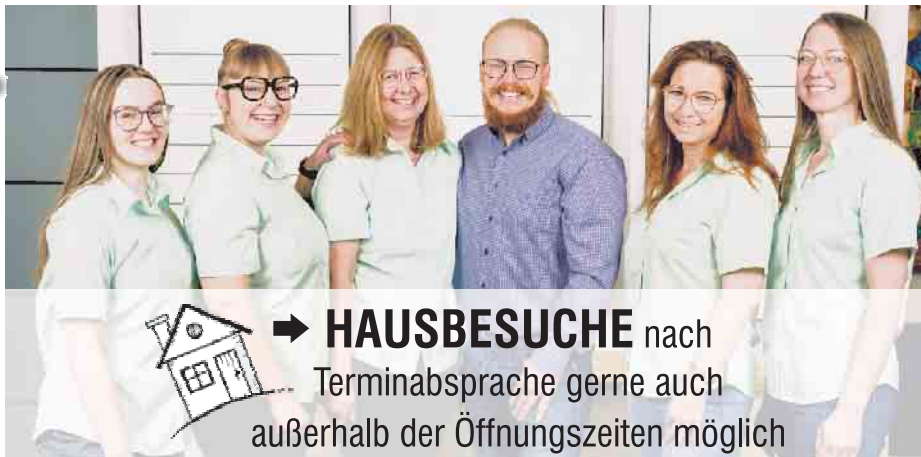 ➡ HAUSBESUCHE nach
Terminabsprache gerne auch
außerhalb der Öffnungszeiten möglich